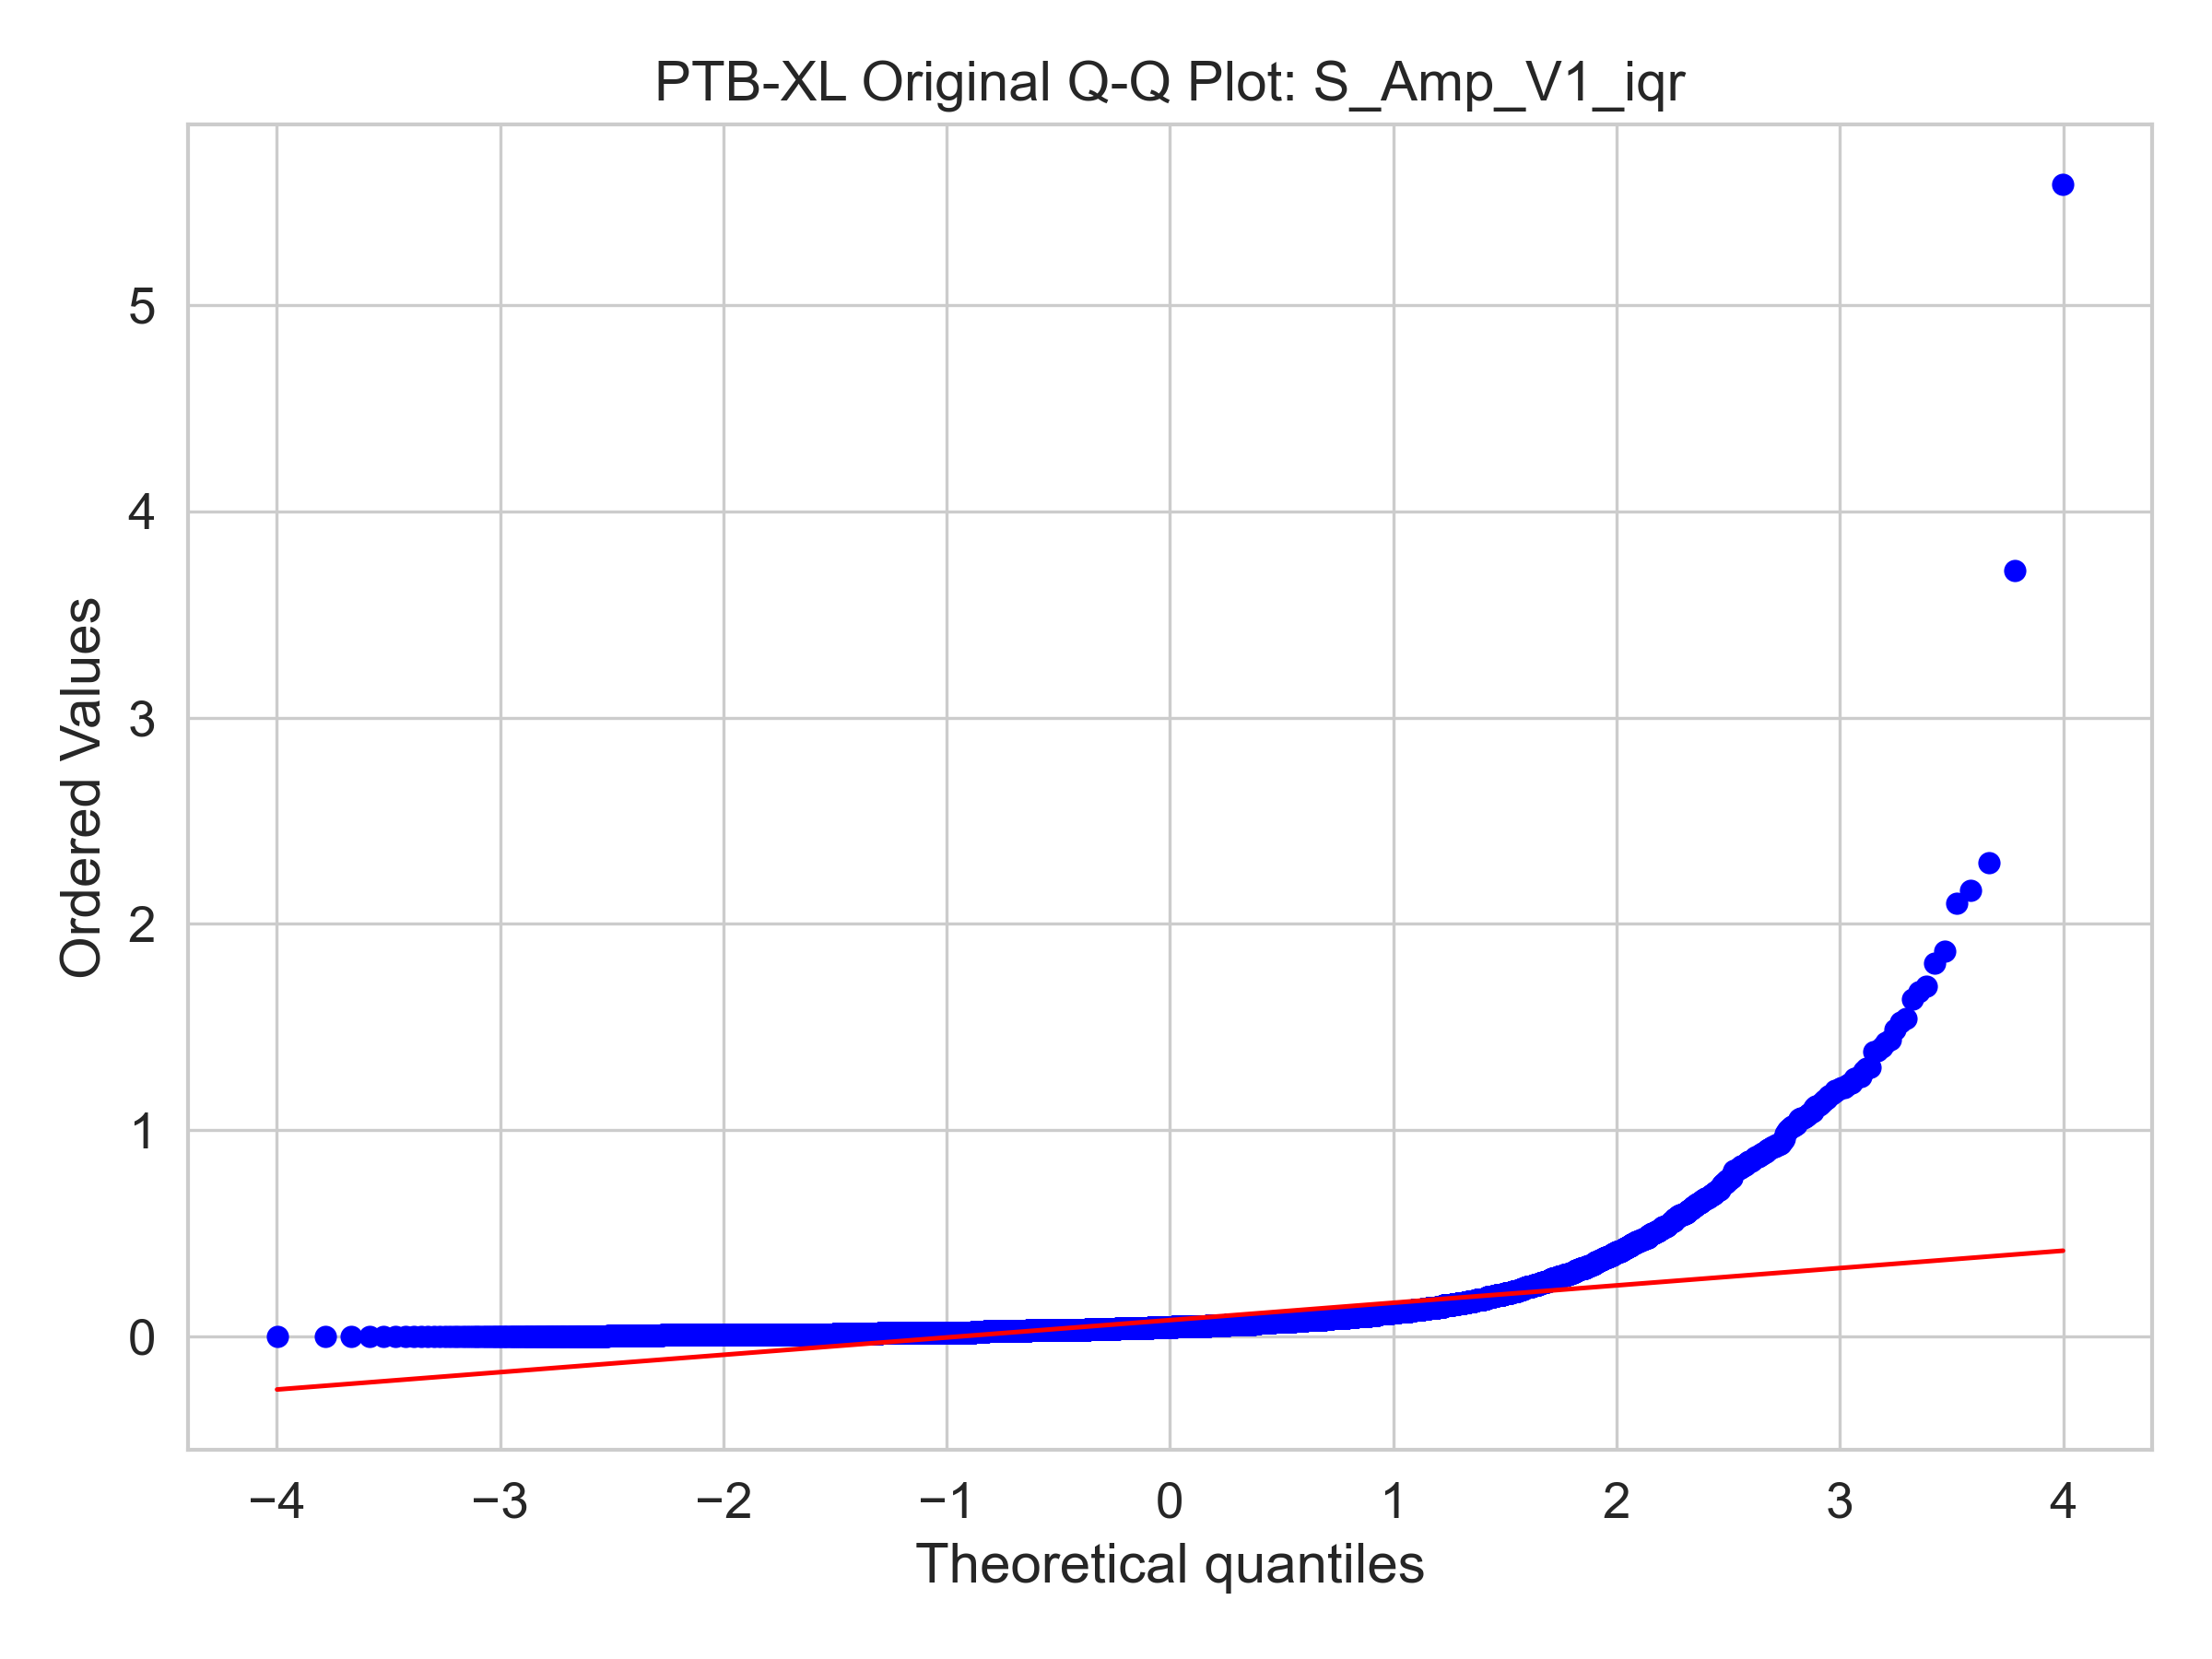 PTB-XL Original Q-Q Plot: S_Amp_V1_iqr
5
4
3
2
1
0
Ordered Values
−4 −3 −2 −1 0 1 2 3 4
Theoretical quantiles